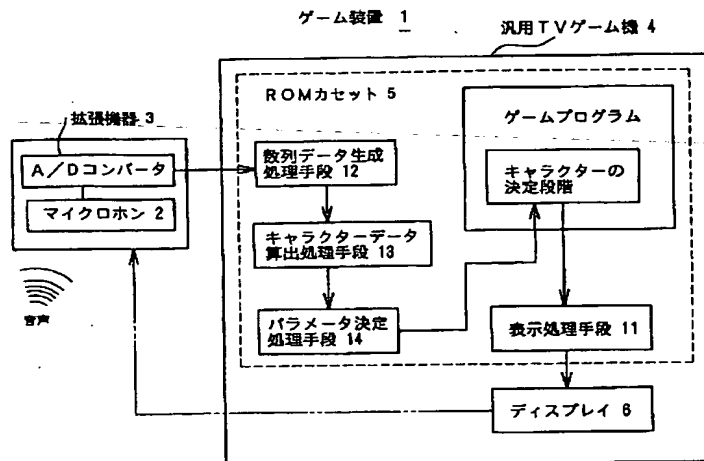 ゲーム装置 1
汎用TVゲーム機 4
ROMカセット 5
拡張機器 3
A/Dコンバータ
マイクロホン 2
音声
数列データ生成
処理手段 12
キャラクターデータ
算出処理手段 13
パラメータ決定
処理手段 14
ゲームプログラム
キャラクターの
決定段階
表示処理手段 11
ディスプレイ 6